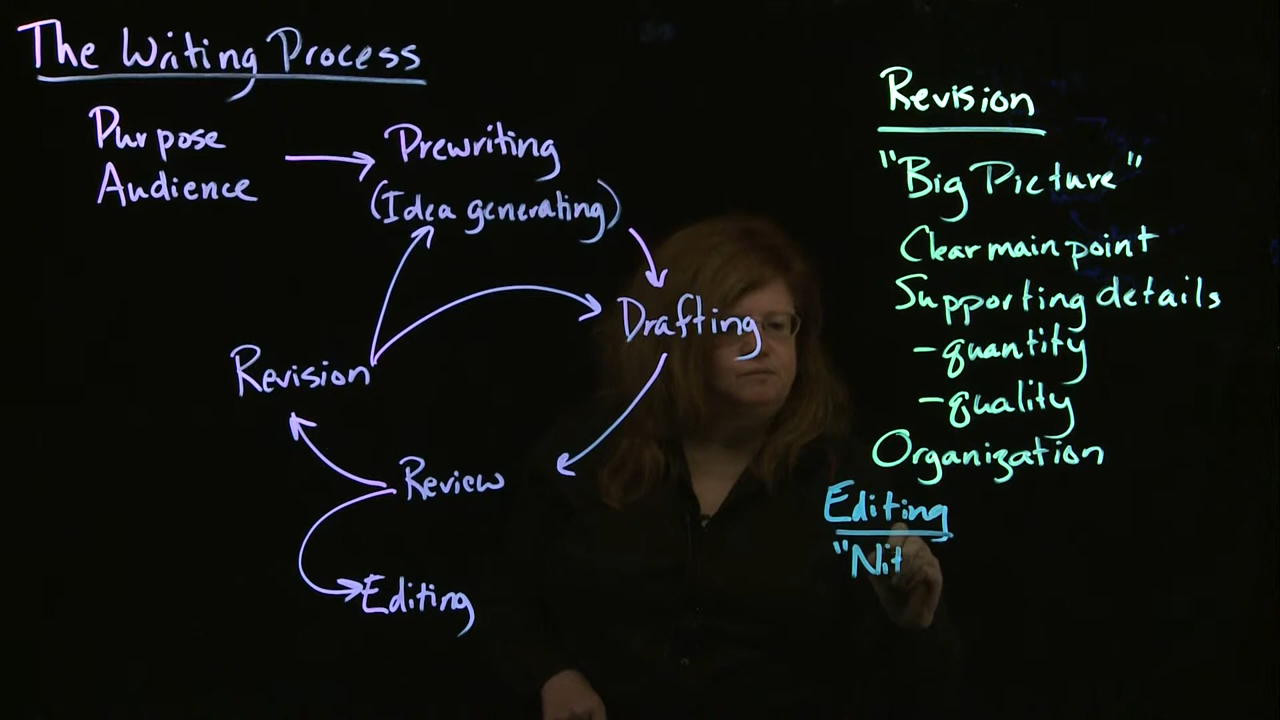 The Writing Process
Purpose
Audience
Prewriting
(Idea generating)
Drafting
Revision
Review
Editing
Revision
"Big Picture"
Clear main point
Supporting details
-quantity
-quality
Organization
Editing
"Nit